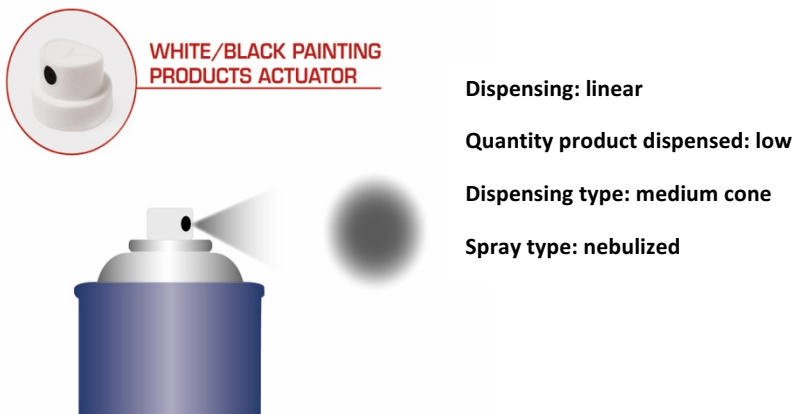 WHITE/BLACK PAINTING
PRODUCTS ACTUATOR
Dispensing: linear
Quantity product dispensed: low
Dispensing type: medium cone
Spray type: nebulized